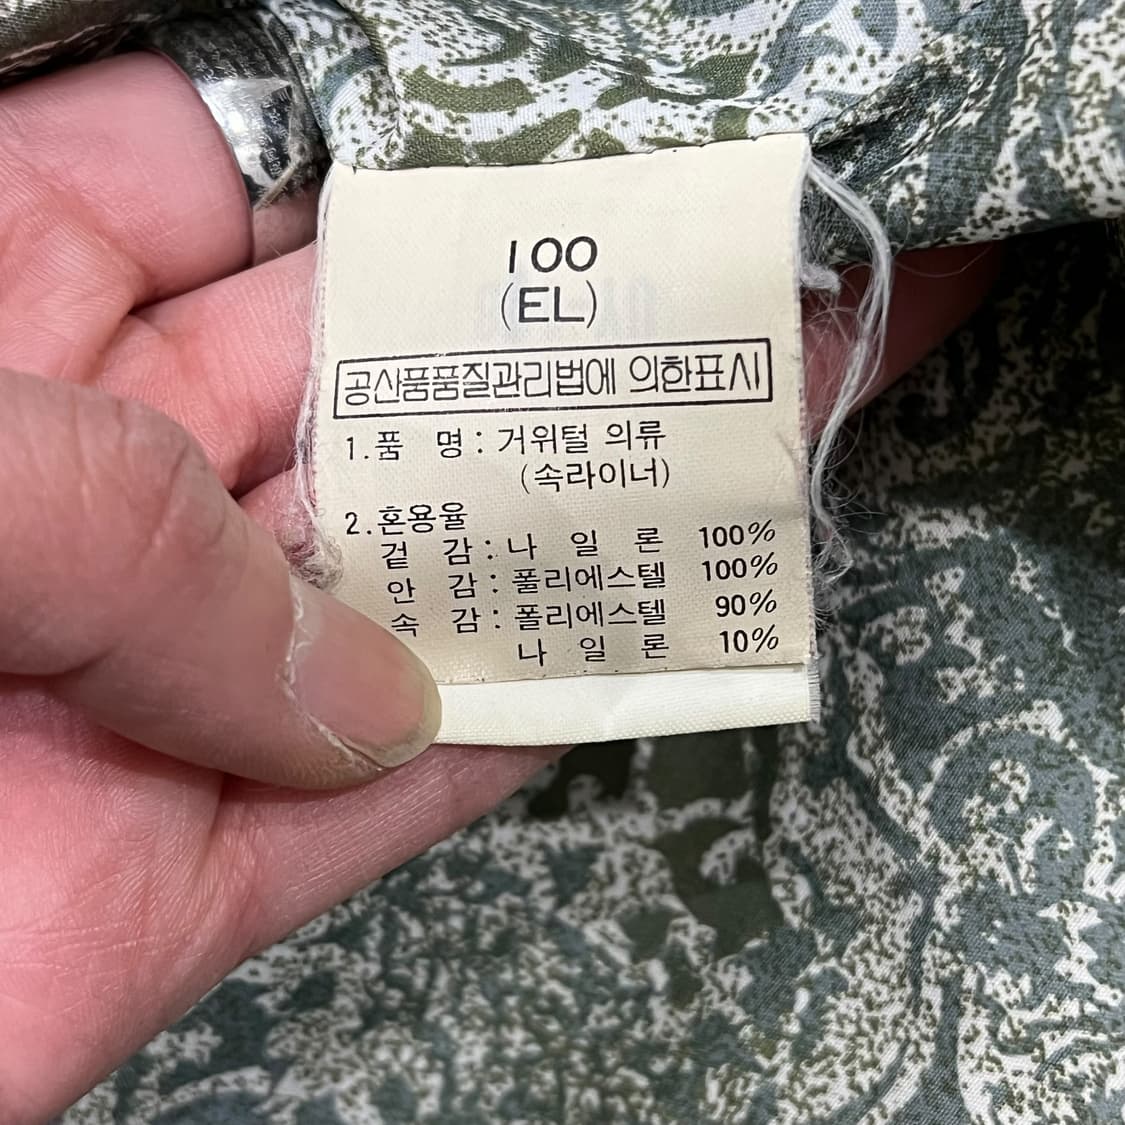 100
(EL)
공산품품질관리법에 의한표시
1.품 명 : 거위털 의류
(속라이너)
2.혼용율
겉 감 : 나 일 론 100%
안 감 : 폴리에스텔 100%
속 감 : 폴리에스텔 90%
나 일 론 10%